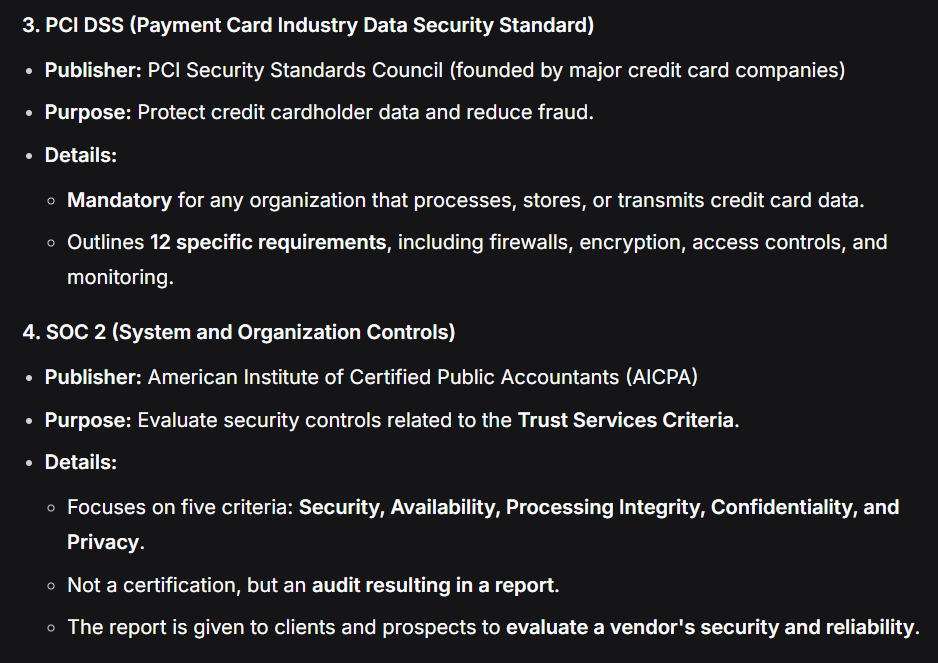 3. PCI DSS (Payment Card Industry Data Security Standard)
• Publisher: PCI Security Standards Council (founded by major credit card companies)
• Purpose: Protect credit cardholder data and reduce fraud.
• Details:
◦ Mandatory for any organization that processes, stores, or transmits credit card data.
◦ Outlines 12 specific requirements, including firewalls, encryption, access controls, and
monitoring.
4. SOC 2 (System and Organization Controls)
• Publisher: American Institute of Certified Public Accountants (AICPA)
• Purpose: Evaluate security controls related to the Trust Services Criteria.
• Details:
◦ Focuses on five criteria: Security, Availability, Processing Integrity, Confidentiality, and
Privacy.
◦ Not a certification, but an audit resulting in a report.
◦ The report is given to clients and prospects to evaluate a vendor's security and reliability.